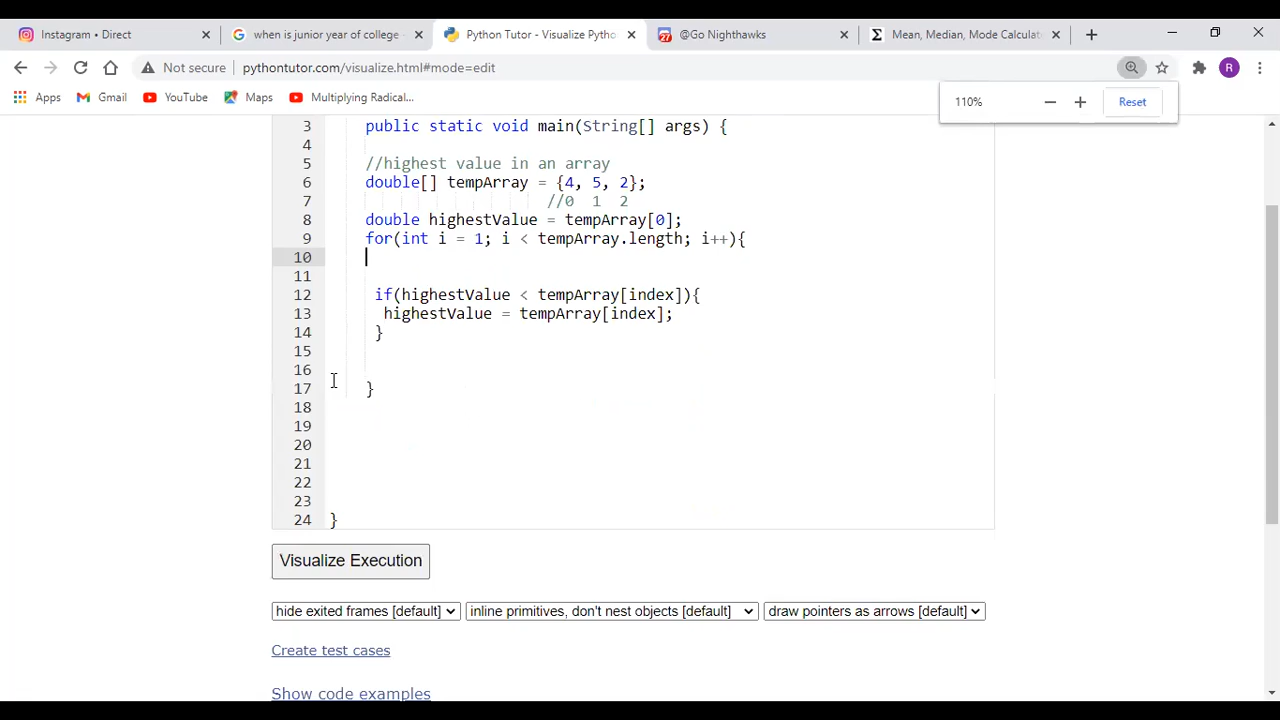 Instagram • Direct
when is junior year of college
Python Tutor - Visualize Pytho
27
@Go Nighthawks
Σ
Mean, Median, Mode Calculat
Not secure
pythontutor.com/visualize.html#mode=edit
R
Apps
Gmail
YouTube
Maps
Multiplying Radical...
110%
Reset
3 public static void main(String[] args) {
4
5 //highest value in an array
6 double[] tempArray = {4, 5, 2};
7 //0 1 2
8 double highestValue = tempArray[0];
9 for(int i = 1; i < tempArray.length; i++){
10
11
12 if(highestValue < tempArray[index]){
13 highestValue = tempArray[index];
14 }
15
16
17 }
18
19
20
21
22
23
24 }
Visualize Execution
hide exited frames [default]
inline primitives, don't nest objects [default]
draw pointers as arrows [default]
Create test cases
Show code examples